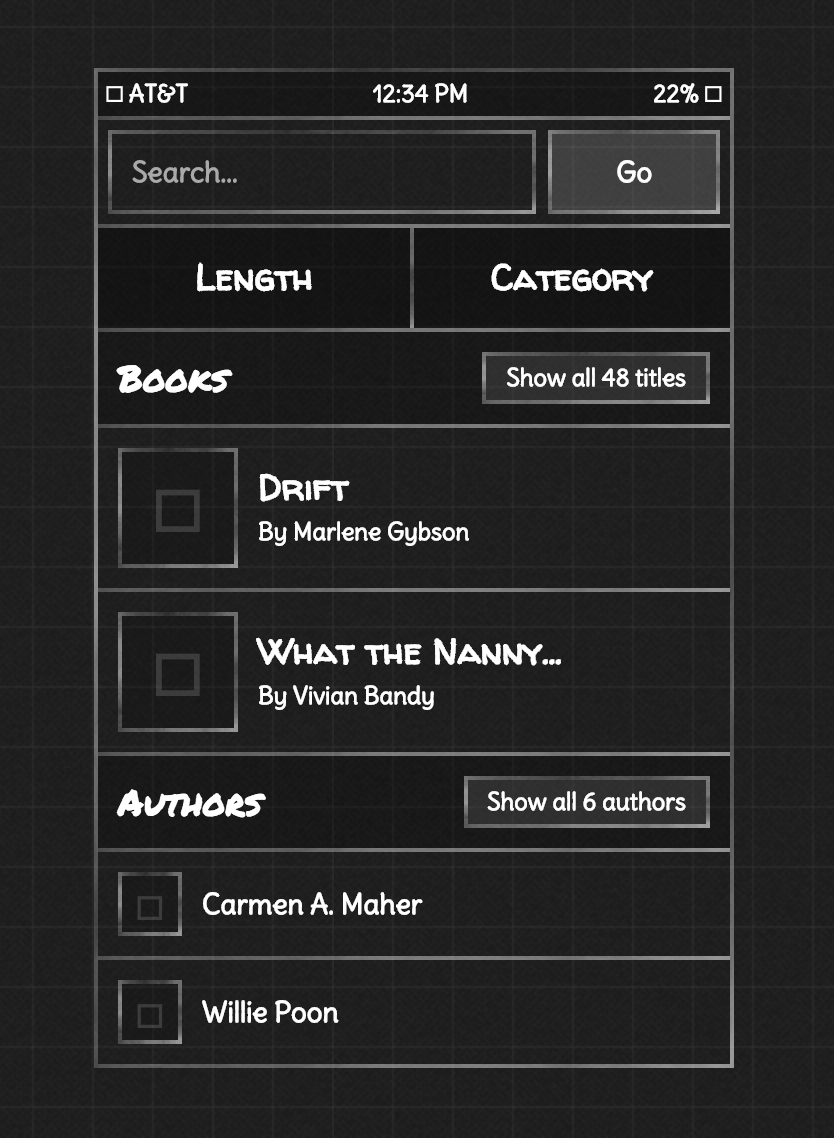 AT&T 12:34 PM 22%
Search... Go
Length Category
Books Show all 48 titles
Drift
By Marlene Gybson
What the Nanny...
By Vivian Bandy
Authors Show all 6 authors
Carmen A. Maher
Willie Poon